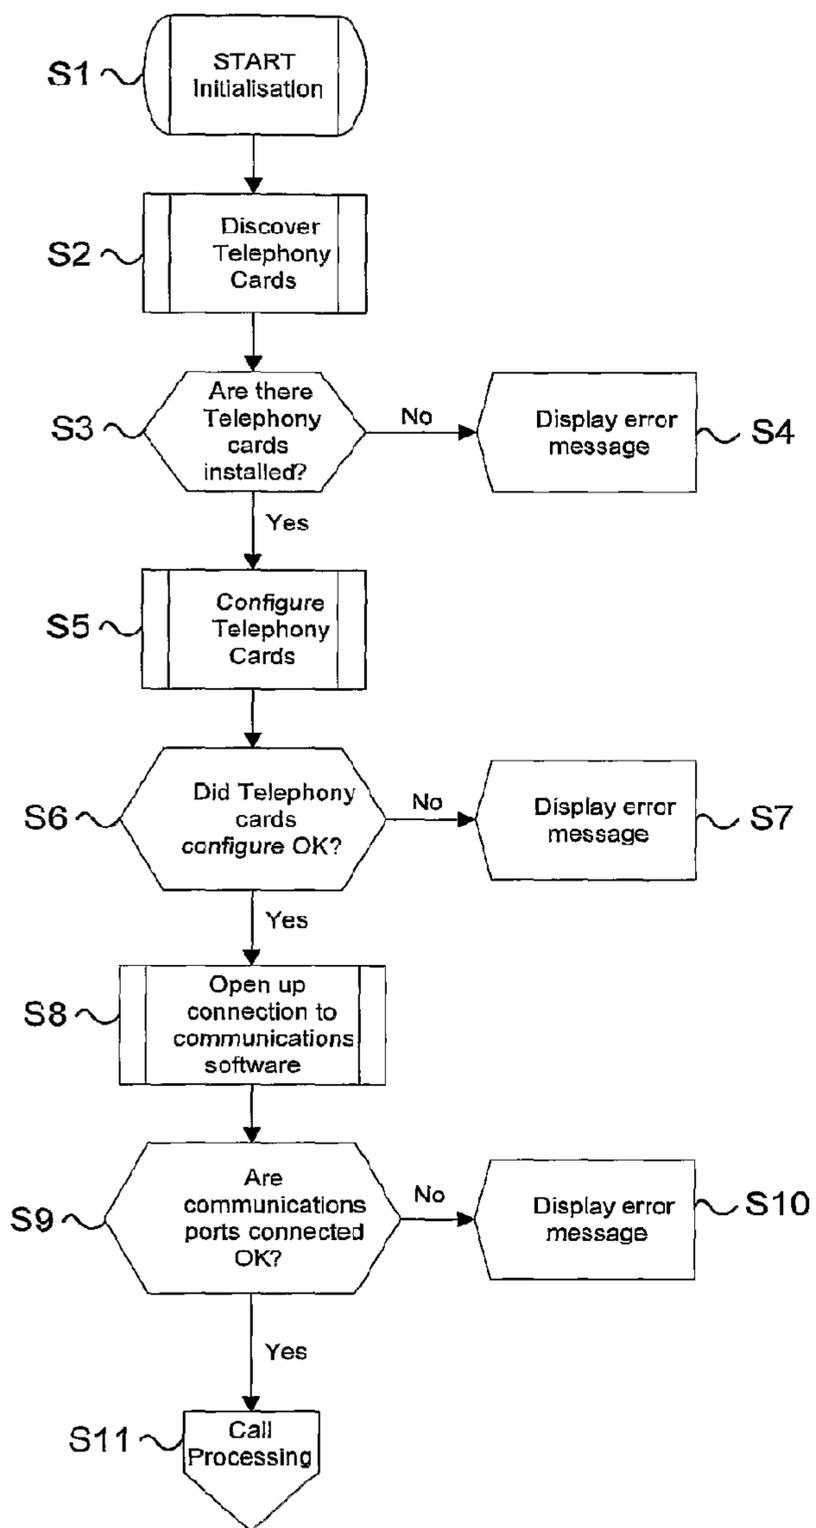 S1
START
Initialisation
S2
Discover
Telephony
Cards
S3
Are there
Telephony
cards
installed?
No
Display error
message
S4
Yes
S5
Configure
Telephony
Cards
S6
Did Telephony
cards
configure OK?
No
Display error
message
S7
Yes
S8
Open up
connection to
communications
software
S9
Are
communications
ports connected
OK?
No
Display error
message
S10
Yes
S11
Call
Processing